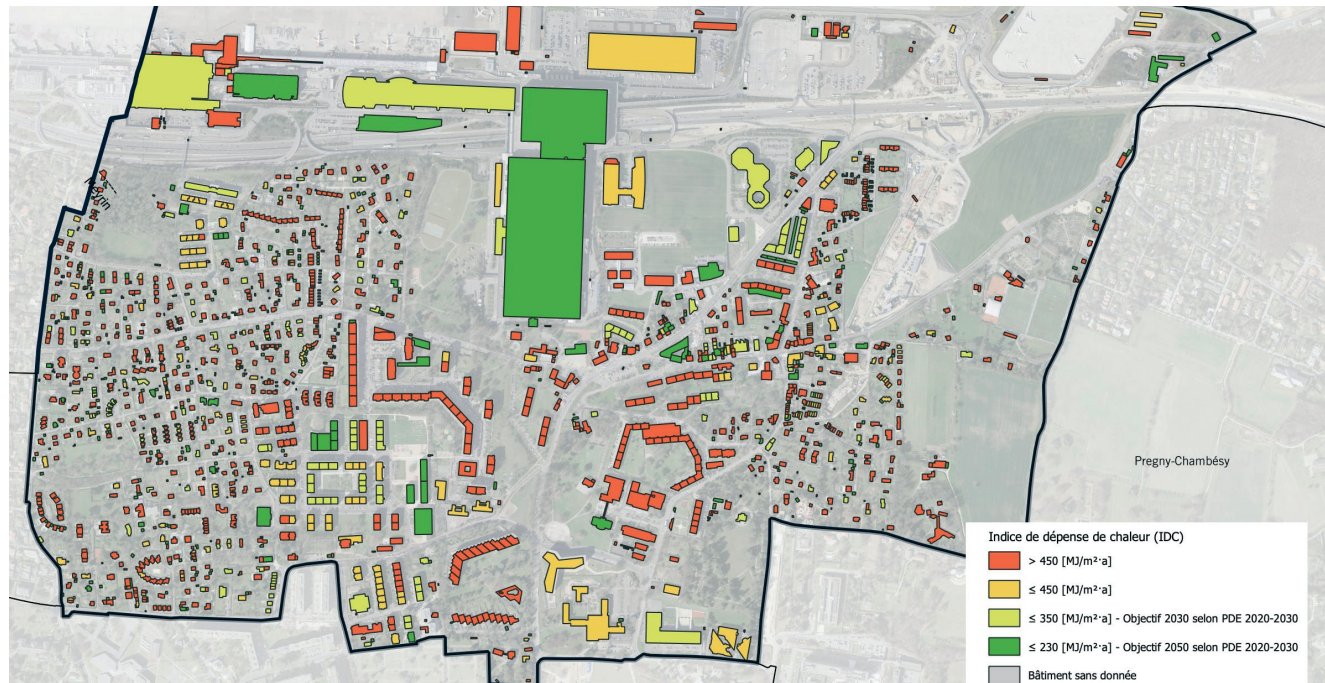 Pregny-Chambésy
Indice de dépense de chaleur (IDC)
> 450 [MJ/m²·a]
≤ 450 [MJ/m²·a]
≤ 350 [MJ/m²·a] - Objectif 2030 selon PDE 2020-2030
≤ 230 [MJ/m²·a] - Objectif 2050 selon PDE 2020-2030
Bâtiment sans donnée